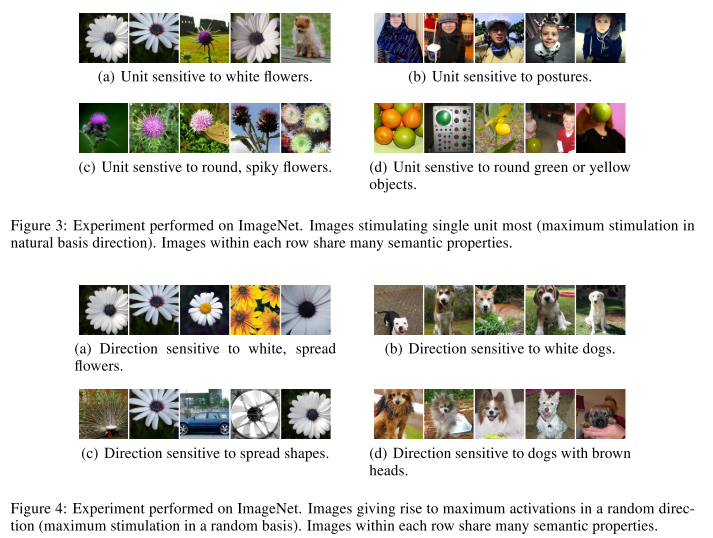 (a) Unit sensitive to white flowers.
(b) Unit sensitive to postures.
(c) Unit senstive to round, spiky flowers.
(d) Unit senstive to round green or yellow
objects.
Figure 3: Experiment performed on ImageNet. Images stimulating single unit most (maximum stimulation in
natural basis direction). Images within each row share many semantic properties.
(a) Direction sensitive to white, spread
flowers.
(b) Direction sensitive to white dogs.
(c) Direction sensitive to spread shapes.
(d) Direction sensitive to dogs with brown
heads.
Figure 4: Experiment performed on ImageNet. Images giving rise to maximum activations in a random direc-
tion (maximum stimulation in a random basis). Images within each row share many semantic properties.